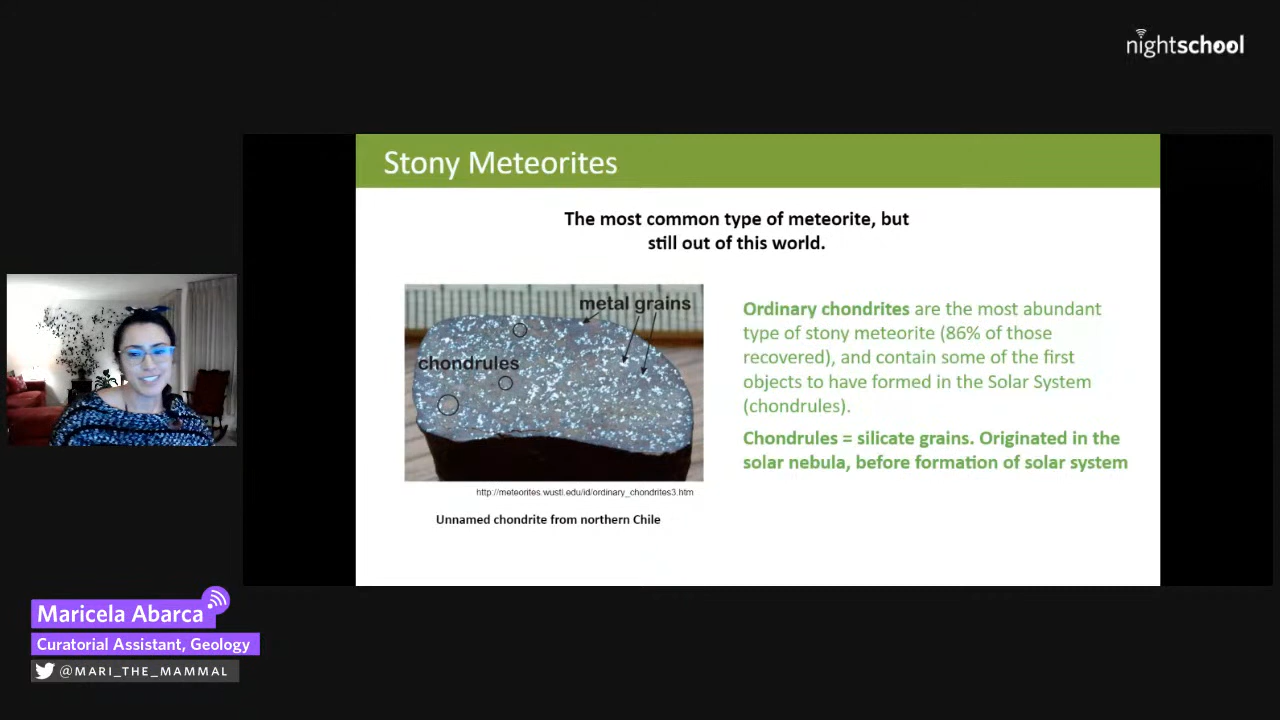 nightschool
Stony Meteorites
The most common type of meteorite, but
still out of this world.
metal grains
chondrules
http://meteorites.wustl.edu/id/ordinary_chondrites3.htm
Unnamed chondrite from northern Chile
Ordinary chondrites are the most abundant
type of stony meteorite (86% of those
recovered), and contain some of the first
objects to have formed in the Solar System
(chondrules).
Chondrules = silicate grains. Originated in the
solar nebula, before formation of solar system
Maricela Abarca
Curatorial Assistant, Geology
@MARI_THE_MAMMAL